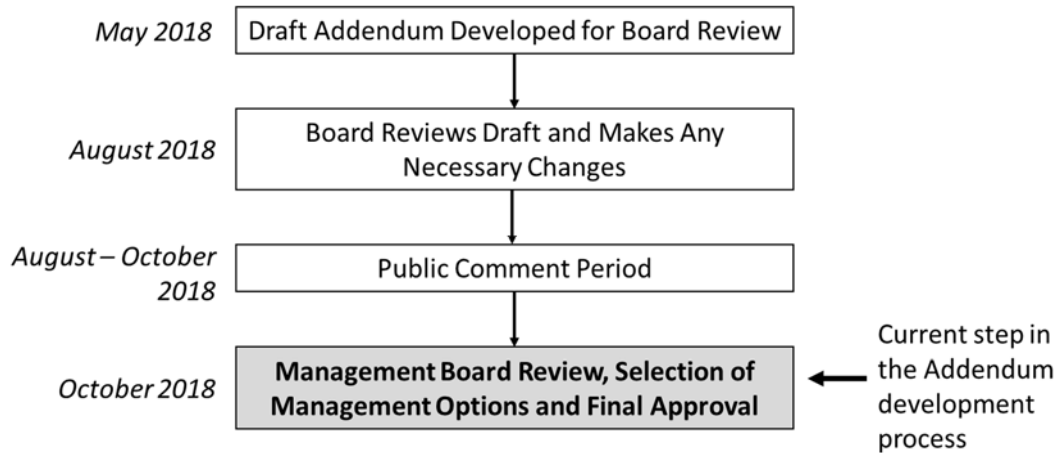 May 2018
Draft Addendum Developed for Board Review
August 2018
Board Reviews Draft and Makes Any
Necessary Changes
August – October
2018
Public Comment Period
October 2018
Management Board Review, Selection of
Management Options and Final Approval
Current step in
the Addendum
development
process